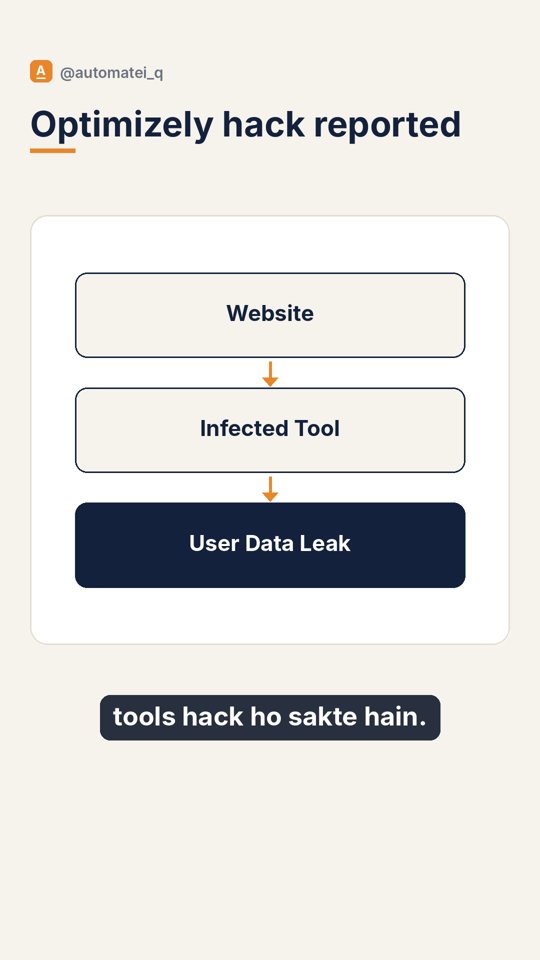 A
@automatei_q
Optimizely hack reported
Website
Infected Tool
User Data Leak
tools hack ho sakte hain.